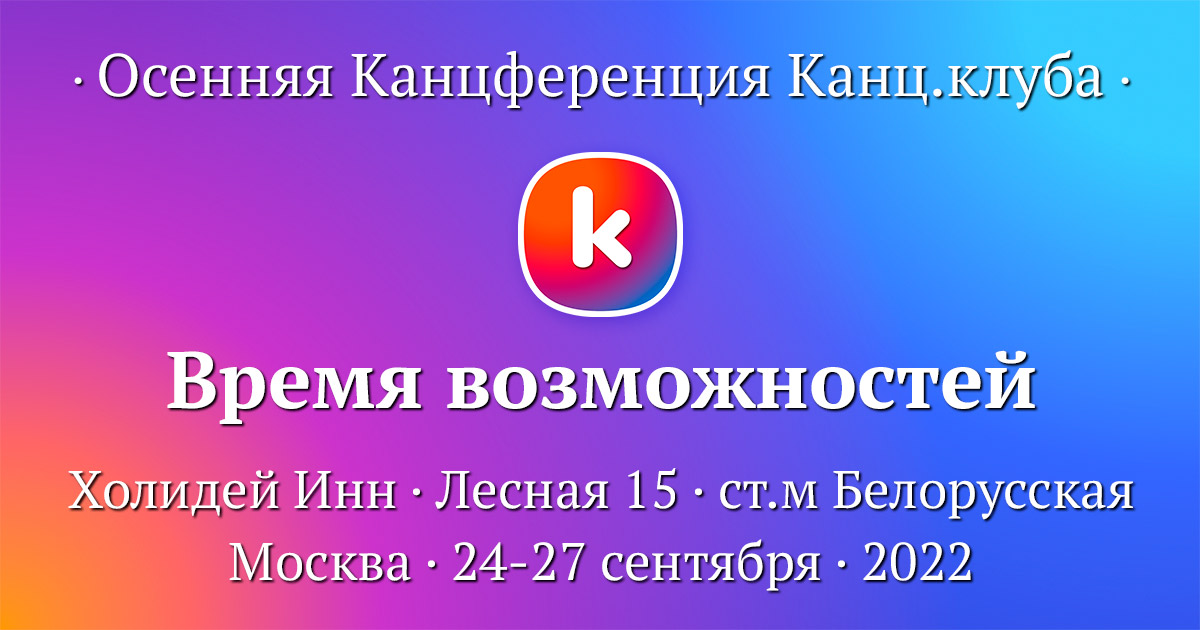 · Осенняя Канцференция Канц.клуба ·
k
Время возможностей
Холидей Инн · Лесная 15 · ст.м Белорусская
Москва · 24-27 сентября · 2022